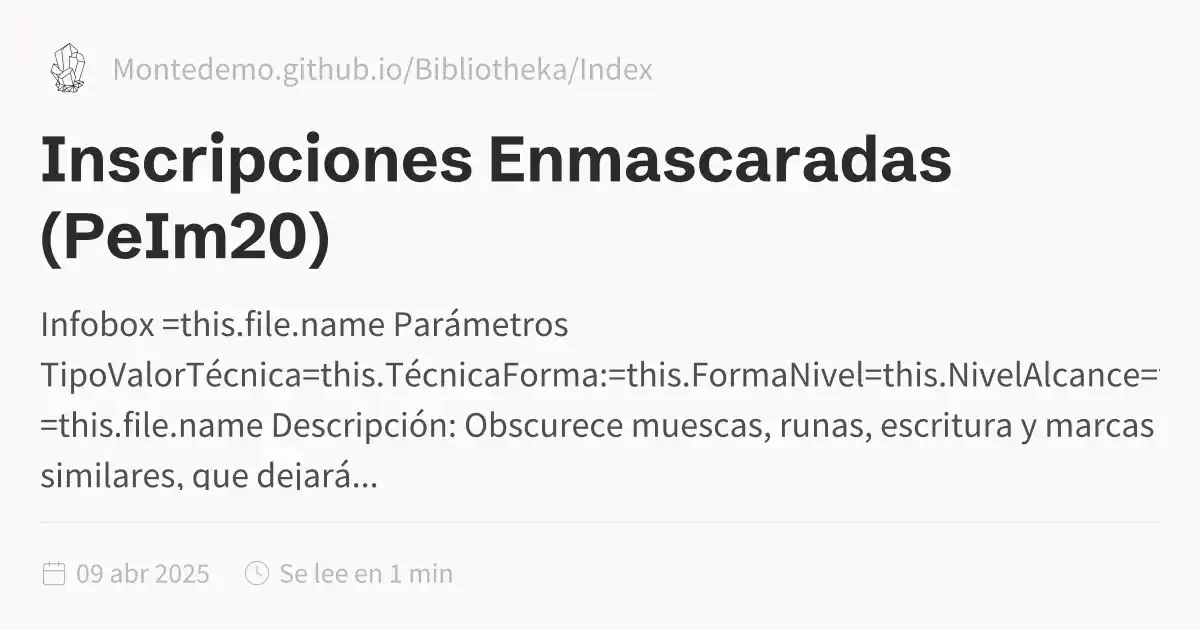 Montedemo.github.io/Bibliotheka/Index
Inscripciones Enmascaradas
(PeIm20)
Infobox =this.file.name Parámetros
TipoValorTécnica=this.TécnicaForma:=this.FormaNivel=this.NivelAlcance=
=this.file.name Descripción: Obscurece muescas, runas, escritura y marcas
similares, que dejará...
09 abr 2025
Se lee en 1 min